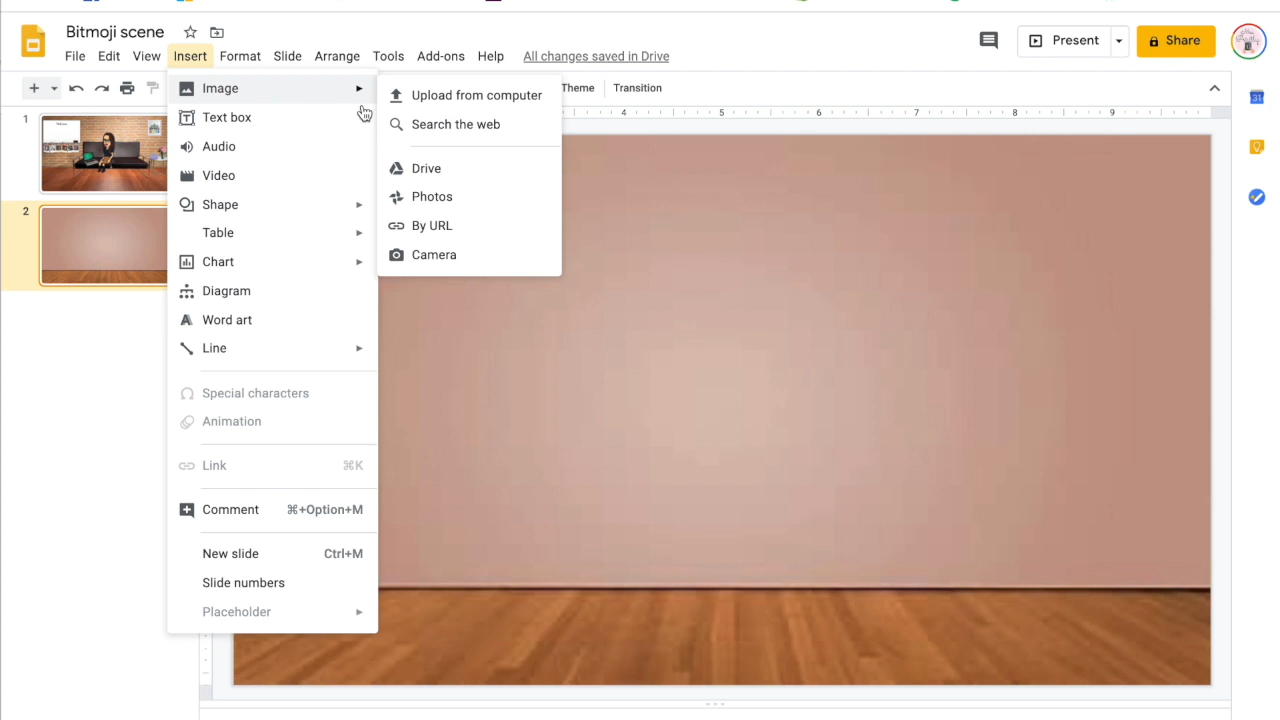 Bitmoji scene
File Edit View Insert Format Slide Arrange Tools Add-ons Help All changes saved in Drive
Present
Share
Theme Transition
Image
Text box
Audio
Video
Shape
Table
Chart
Diagram
Word art
Line
Special characters
Animation
Link ⌘K
Comment ⌘+Option+M
New slide Ctrl+M
Slide numbers
Placeholder
Upload from computer
Search the web
Drive
Photos
By URL
Camera
4 5 6 7 8 9
1
2
31